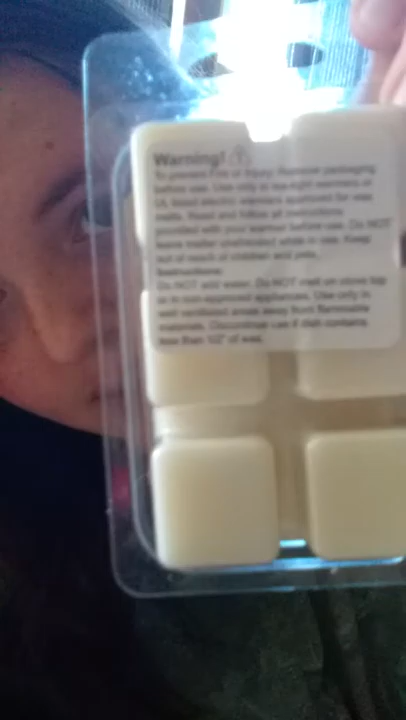 Warning!
To prevent Fire or Injury: Remove packaging
before use. Use only in tea-light warmers or
UL listed electric warmers approved for wax
melts. Read and follow all instructions
provided with your warmer before use. Do NOT
leave melter unattended while in use. Keep
out of reach of children and pets.
Instructions:
Do NOT add water. Do NOT melt on stove top
or in non-approved appliances. Use only in
well ventilated areas away from flammable
materials. Discontinue use if dish contains
less than 1/2" of wax.